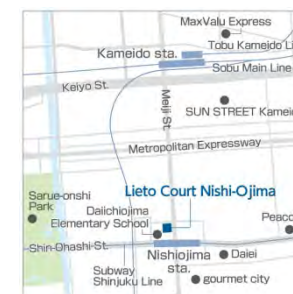 MaxValu Express
Kameido sta.
Tobu Kameido Li
Sobu Main Line
Keiyo St.
Meiji St.
SUN STREET Kamei
Metropolitan Expressway
Sarue-onshi
Park
Lieto Court Nishi-Ojima
Daiichiojima
Elementary School
Peaco
Shin-Ohashi St.
Nishiojima
sta.
Daiei
Subway
Shinjuku Line
gourmet city